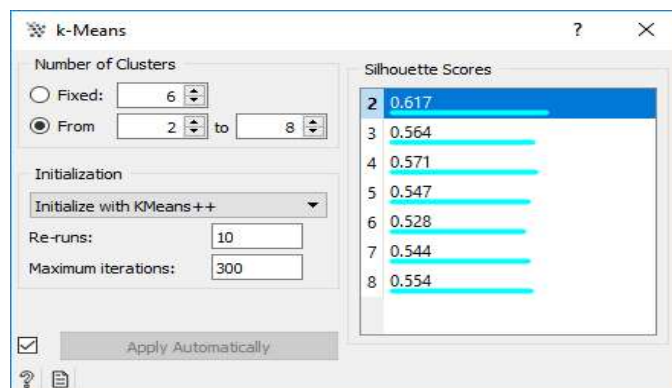 k-Means ? ×
Number of Clusters
Fixed: 6
From 2 to 8
Initialization
Initialize with KMeans++
Re-runs: 10
Maximum iterations: 300
Apply Automatically
?
Silhouette Scores
2 0.617
3 0.564
4 0.571
5 0.547
6 0.528
7 0.544
8 0.554